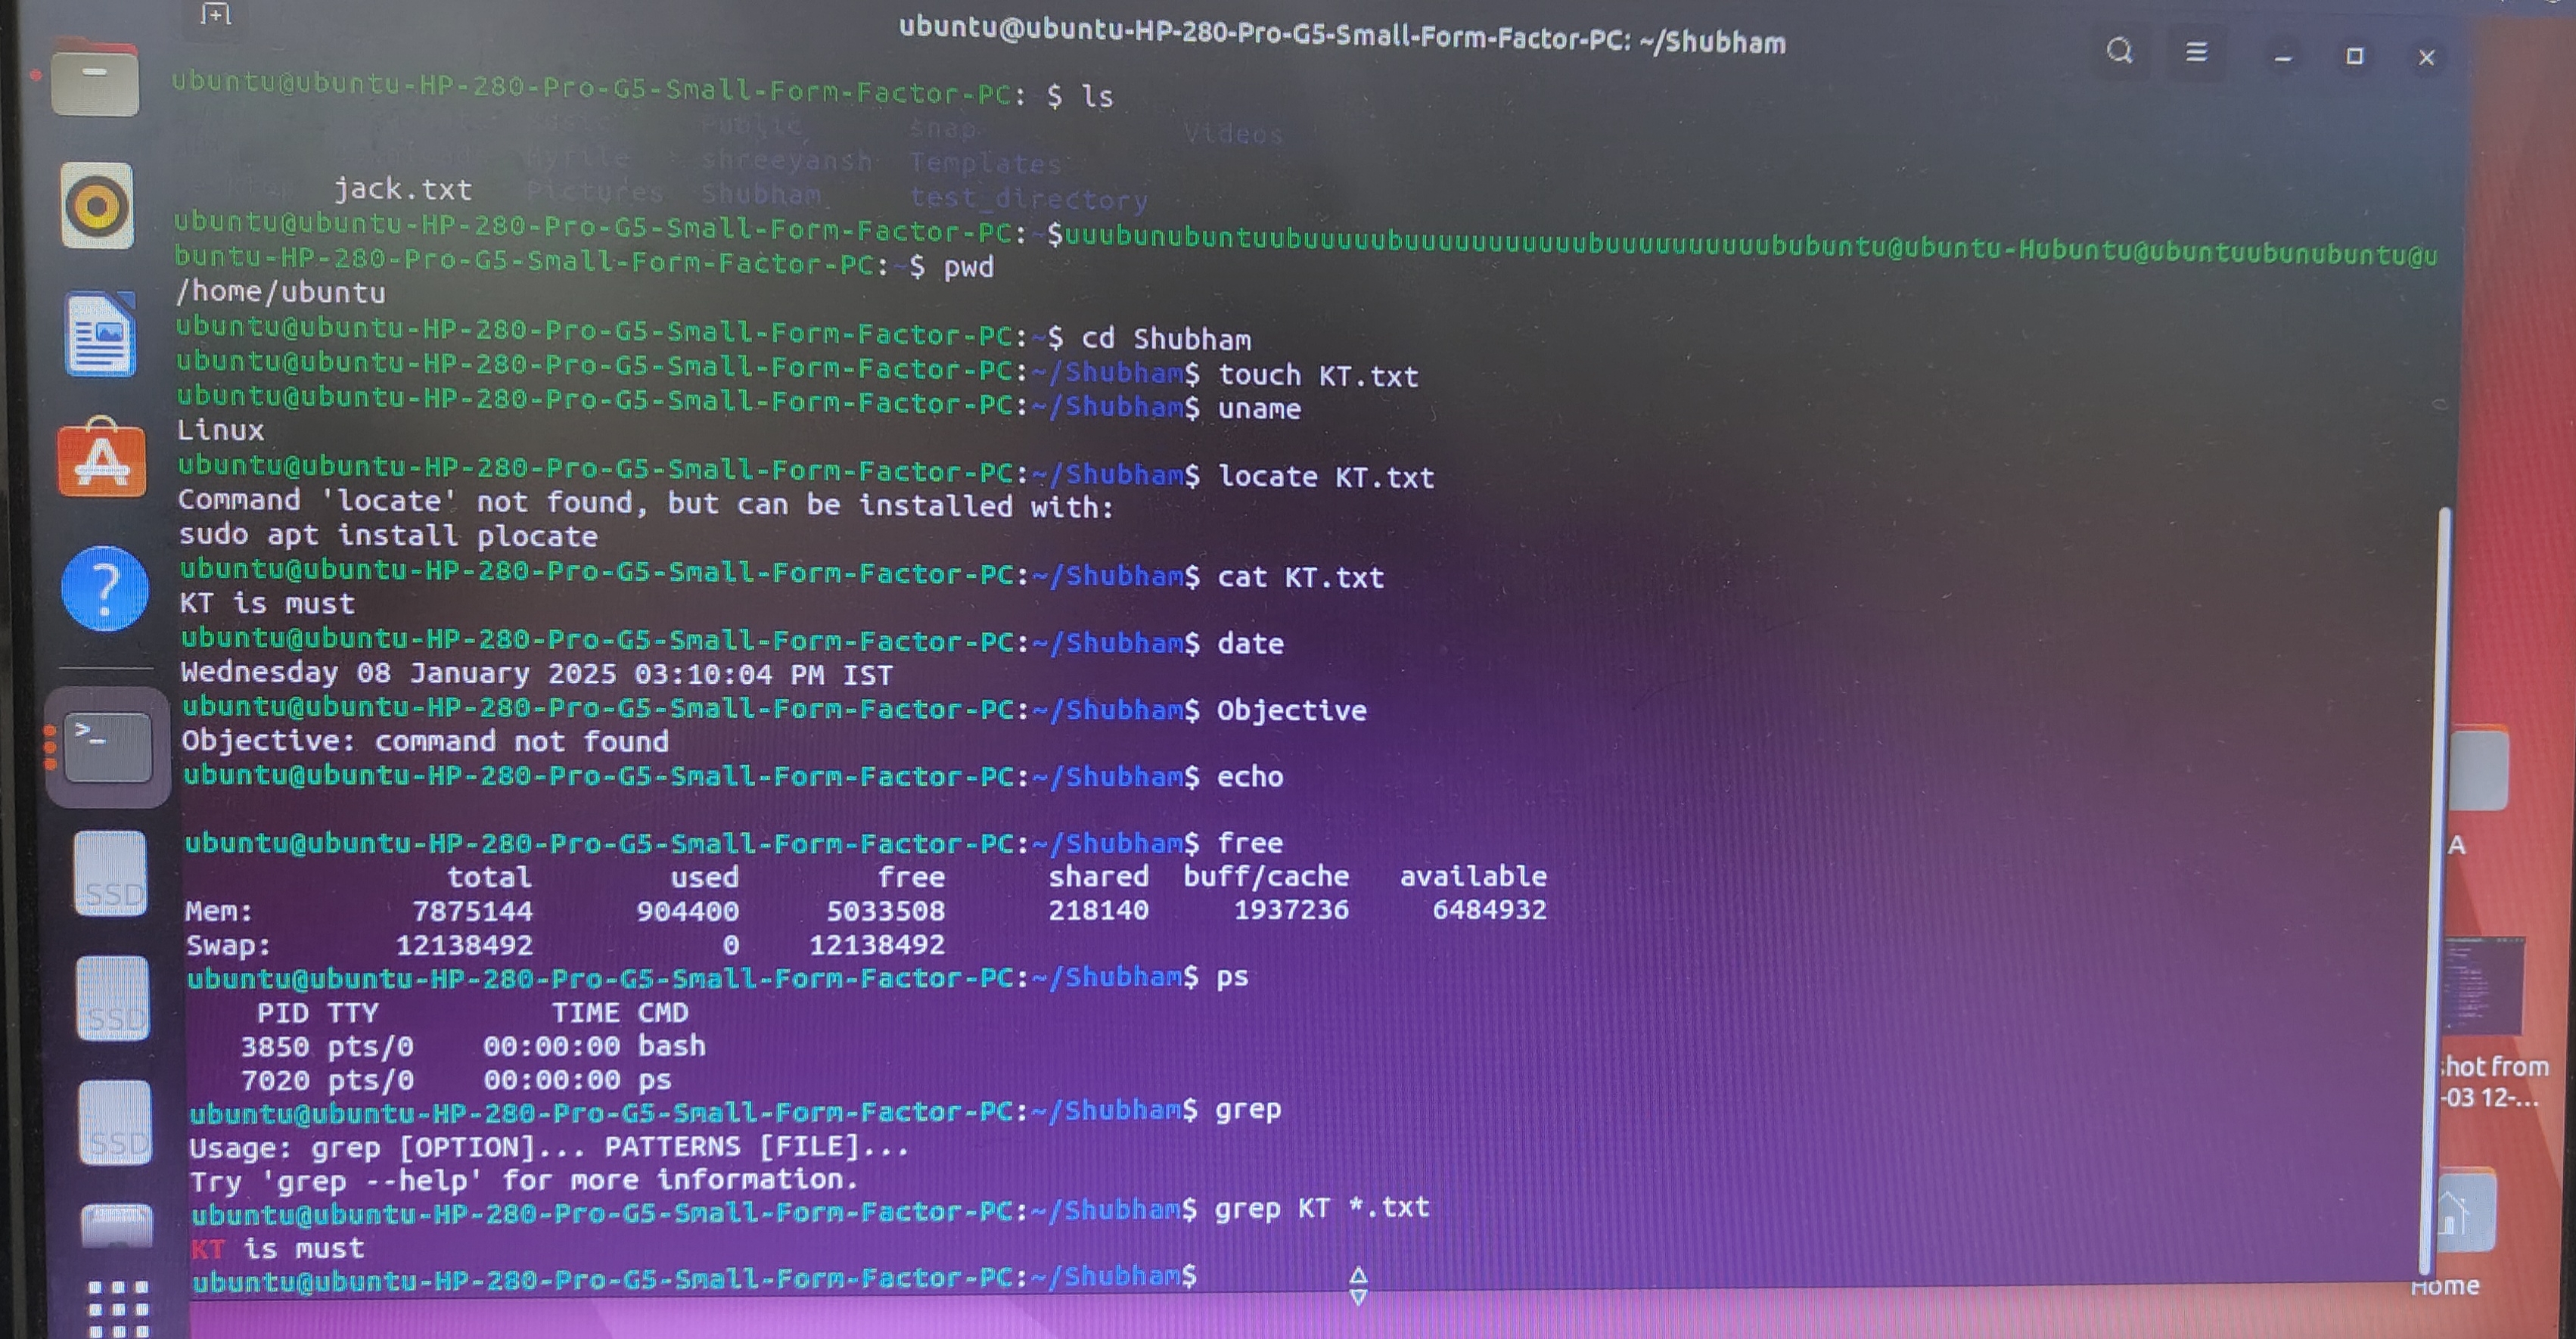 ubuntu@ubuntu-HP-280-Pro-G5-Small-Form-Factor-PC: ~/Shubham
ubuntu@ubuntu-HP-280-Pro-G5-Small-Form-Factor-PC: $ ls
Public snap Videos
Myfile shreeyansh Templates
jack.txt Pictures Shubham test_directory
ubuntu@ubuntu-HP-280-Pro-G5-Small-Form-Factor-PC:~$
buntu-HP-280-Pro-G5-Small-Form-Factor-PC:~$ pwd
/home/ubuntu
ubuntu@ubuntu-HP-280-Pro-G5-Small-Form-Factor-PC:~$ cd Shubham
ubuntu@ubuntu-HP-280-Pro-G5-Small-Form-Factor-PC:~/Shubham$ touch KT.txt
ubuntu@ubuntu-HP-280-Pro-G5-Small-Form-Factor-PC:~/Shubham$ uname
Linux
ubuntu@ubuntu-HP-280-Pro-G5-Small-Form-Factor-PC:~/Shubham$ locate KT.txt
Command 'locate' not found, but can be installed with:
sudo apt install plocate
ubuntu@ubuntu-HP-280-Pro-G5-Small-Form-Factor-PC:~/Shubham$ cat KT.txt
KT is must
ubuntu@ubuntu-HP-280-Pro-G5-Small-Form-Factor-PC:~/Shubham$ date
Wednesday 08 January 2025 03:10:04 PM IST
ubuntu@ubuntu-HP-280-Pro-G5-Small-Form-Factor-PC:~/Shubham$ Objective
Objective: command not found
ubuntu@ubuntu-HP-280-Pro-G5-Small-Form-Factor-PC:~/Shubham$ echo
ubuntu@ubuntu-HP-280-Pro-G5-Small-Form-Factor-PC:~/Shubham$ free
total used free shared buff/cache available
Mem: 7875144 904400 5033508 218140 1937236 6484932
Swap: 12138492 0 12138492
ubuntu@ubuntu-HP-280-Pro-G5-Small-Form-Factor-PC:~/Shubham$ ps
PID TTY TIME CMD
3850 pts/0 00:00:00 bash
7020 pts/0 00:00:00 ps
ubuntu@ubuntu-HP-280-Pro-G5-Small-Form-Factor-PC:~/Shubham$ grep
Usage: grep [OPTION]... PATTERNS [FILE]...
Try 'grep --help' for more information.
ubuntu@ubuntu-HP-280-Pro-G5-Small-Form-Factor-PC:~/Shubham$ grep KT *.txt
KT is must
ubuntu@ubuntu-HP-280-Pro-G5-Small-Form-Factor-PC:~/Shubham$
SSD
SSD
SSD
A
hot from
-03 12-...
Home